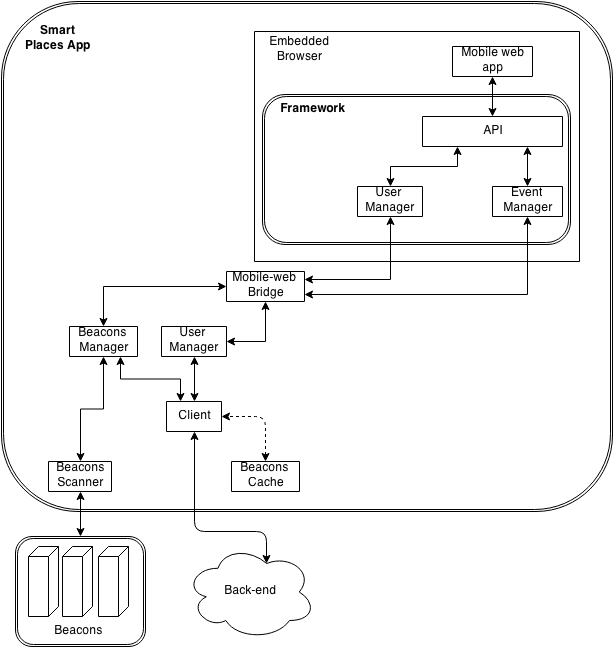 Smart
Places App
Embedded
Browser
Mobile web
app
Framework
API
User
Manager
Event
Manager
Mobile-web
Bridge
Beacons
Manager
User
Manager
Client
Beacons
Scanner
Beacons
Cache
Back-end
Beacons